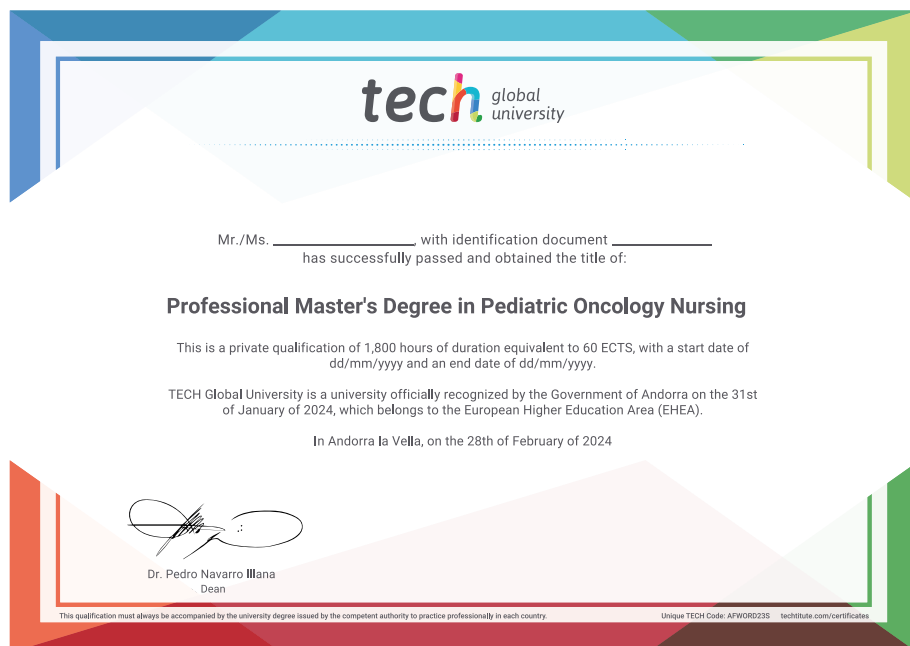 tech global
university
Mr./Ms. ____________, with identification document ____________
has successfully passed and obtained the title of:
Professional Master's Degree in Pediatric Oncology Nursing
This is a private qualification of 1,800 hours of duration equivalent to 60 ECTS, with a start date of
dd/mm/yyyy and an end date of dd/mm/yyyy.
TECH Global University is a university officially recognized by the Government of Andorra on the 31st
of January of 2024, which belongs to the European Higher Education Area (EHEA).
In Andorra la Vella, on the 28th of February of 2024
Dr. Pedro Navarro Illana
Dean
This qualification must always be accompanied by the university degree issued by the competent authority to practice professionally in each country.
Unique TECH Code: AFWORD23S techtitute.com/certificates